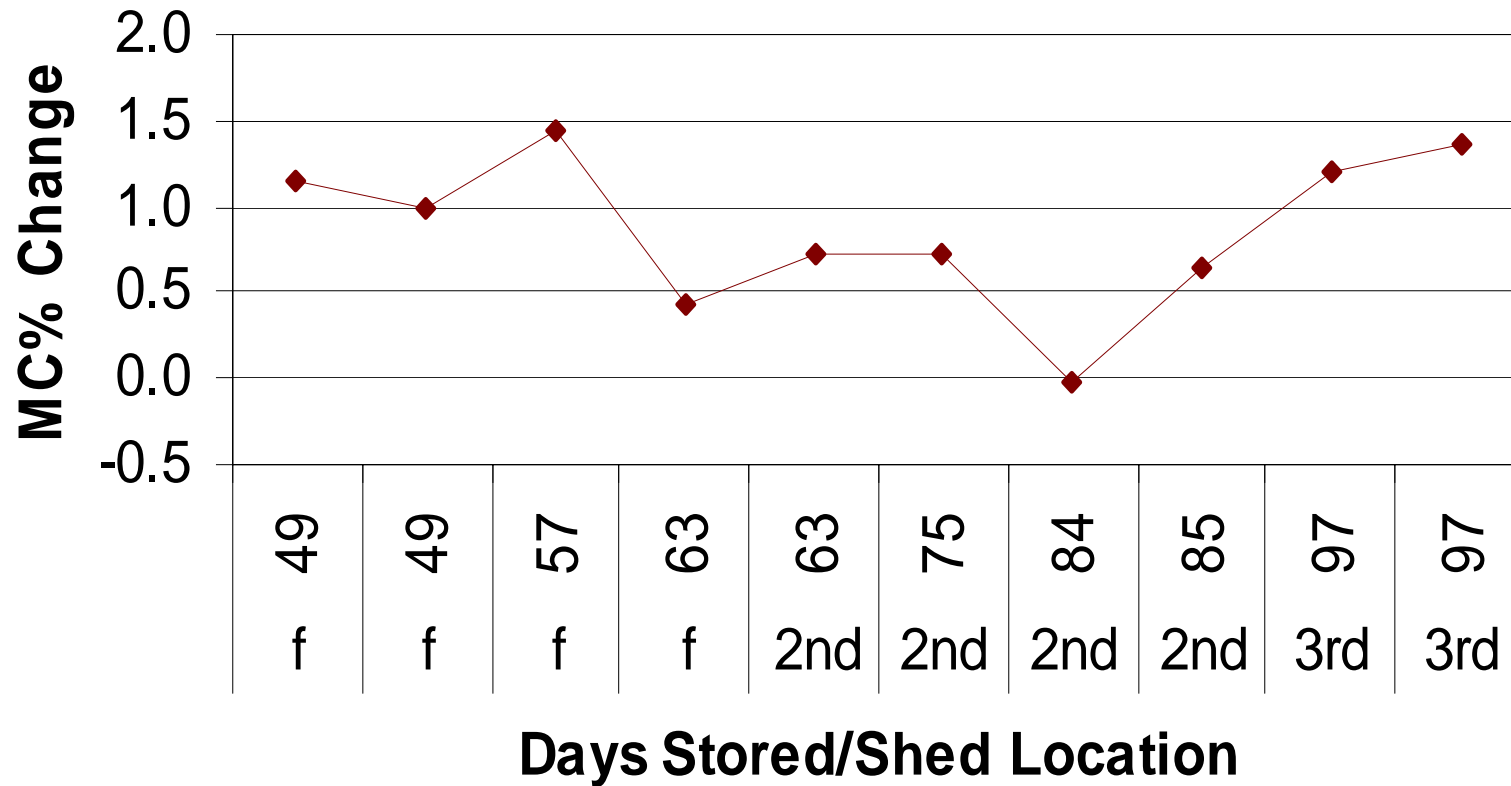 MC% Change
2.0
1.5
1.0
0.5
0.0
-0.5
49 49 57 63 63 75 84 85 97 97
f f f f 2nd 2nd 2nd 2nd 3rd 3rd
Days Stored/Shed Location